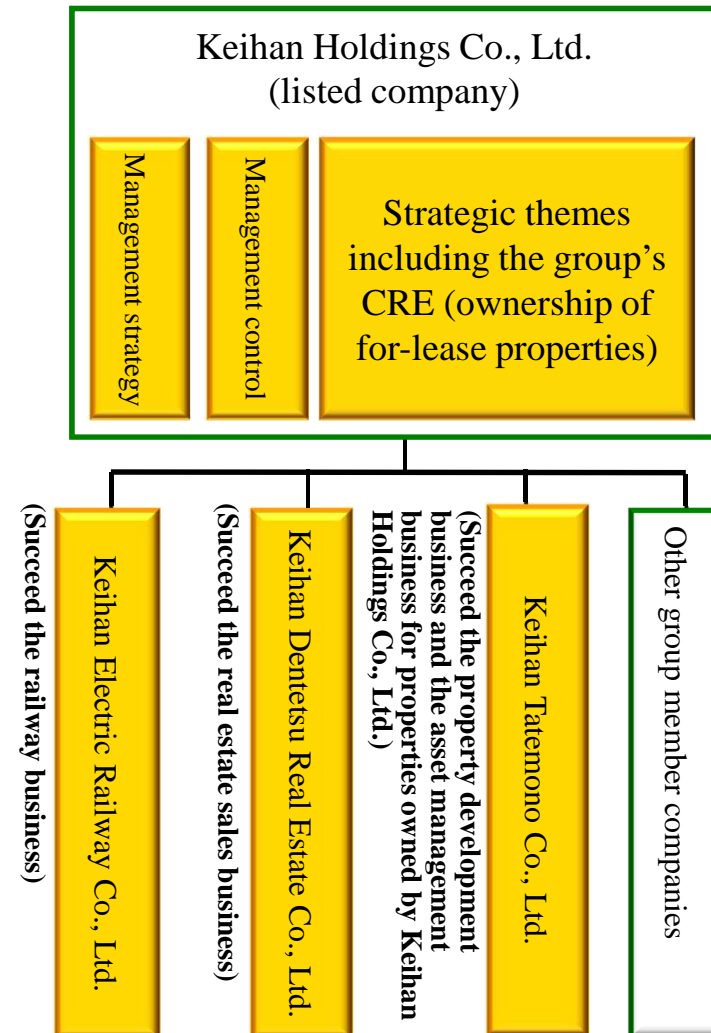 Keihan Holdings Co., Ltd.
(listed company)
Management strategy
Management control
Strategic themes
including the group’s
CRE (ownership of
for-lease properties)
Keihan Electric Railway Co., Ltd.
(Succeed the railway business)
Keihan Dentetsu Real Estate Co., Ltd.
(Succeed the real estate sales business)
Keihan Tatemono Co., Ltd.
(Succeed the property development
business and the asset management
business for properties owned by Keihan
Holdings Co., Ltd.)
Other group member companies